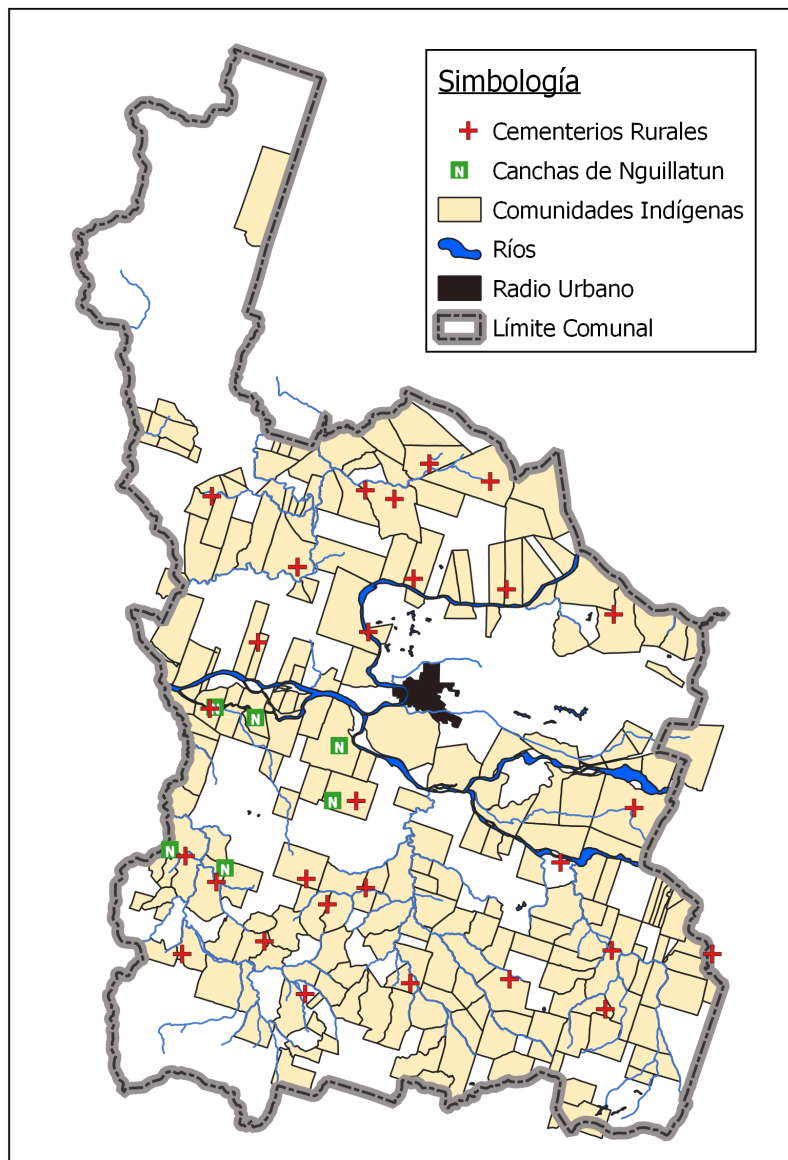 Simbología
Cementerios Rurales
N Canchas de Nguillatun
Comunidades Indígenas
Ríos
Radio Urbano
Límite Comunal
N
N
N
N
N
N